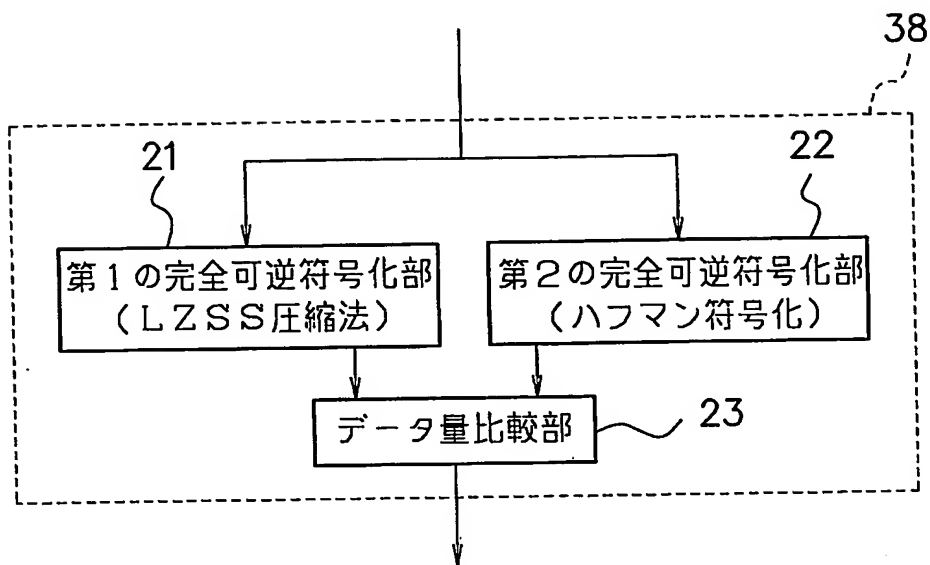 38
21
22
第1の完全可逆符号化部
(LZSS圧縮法)
第2の完全可逆符号化部
(ハフマン符号化)
データ量比較部
23